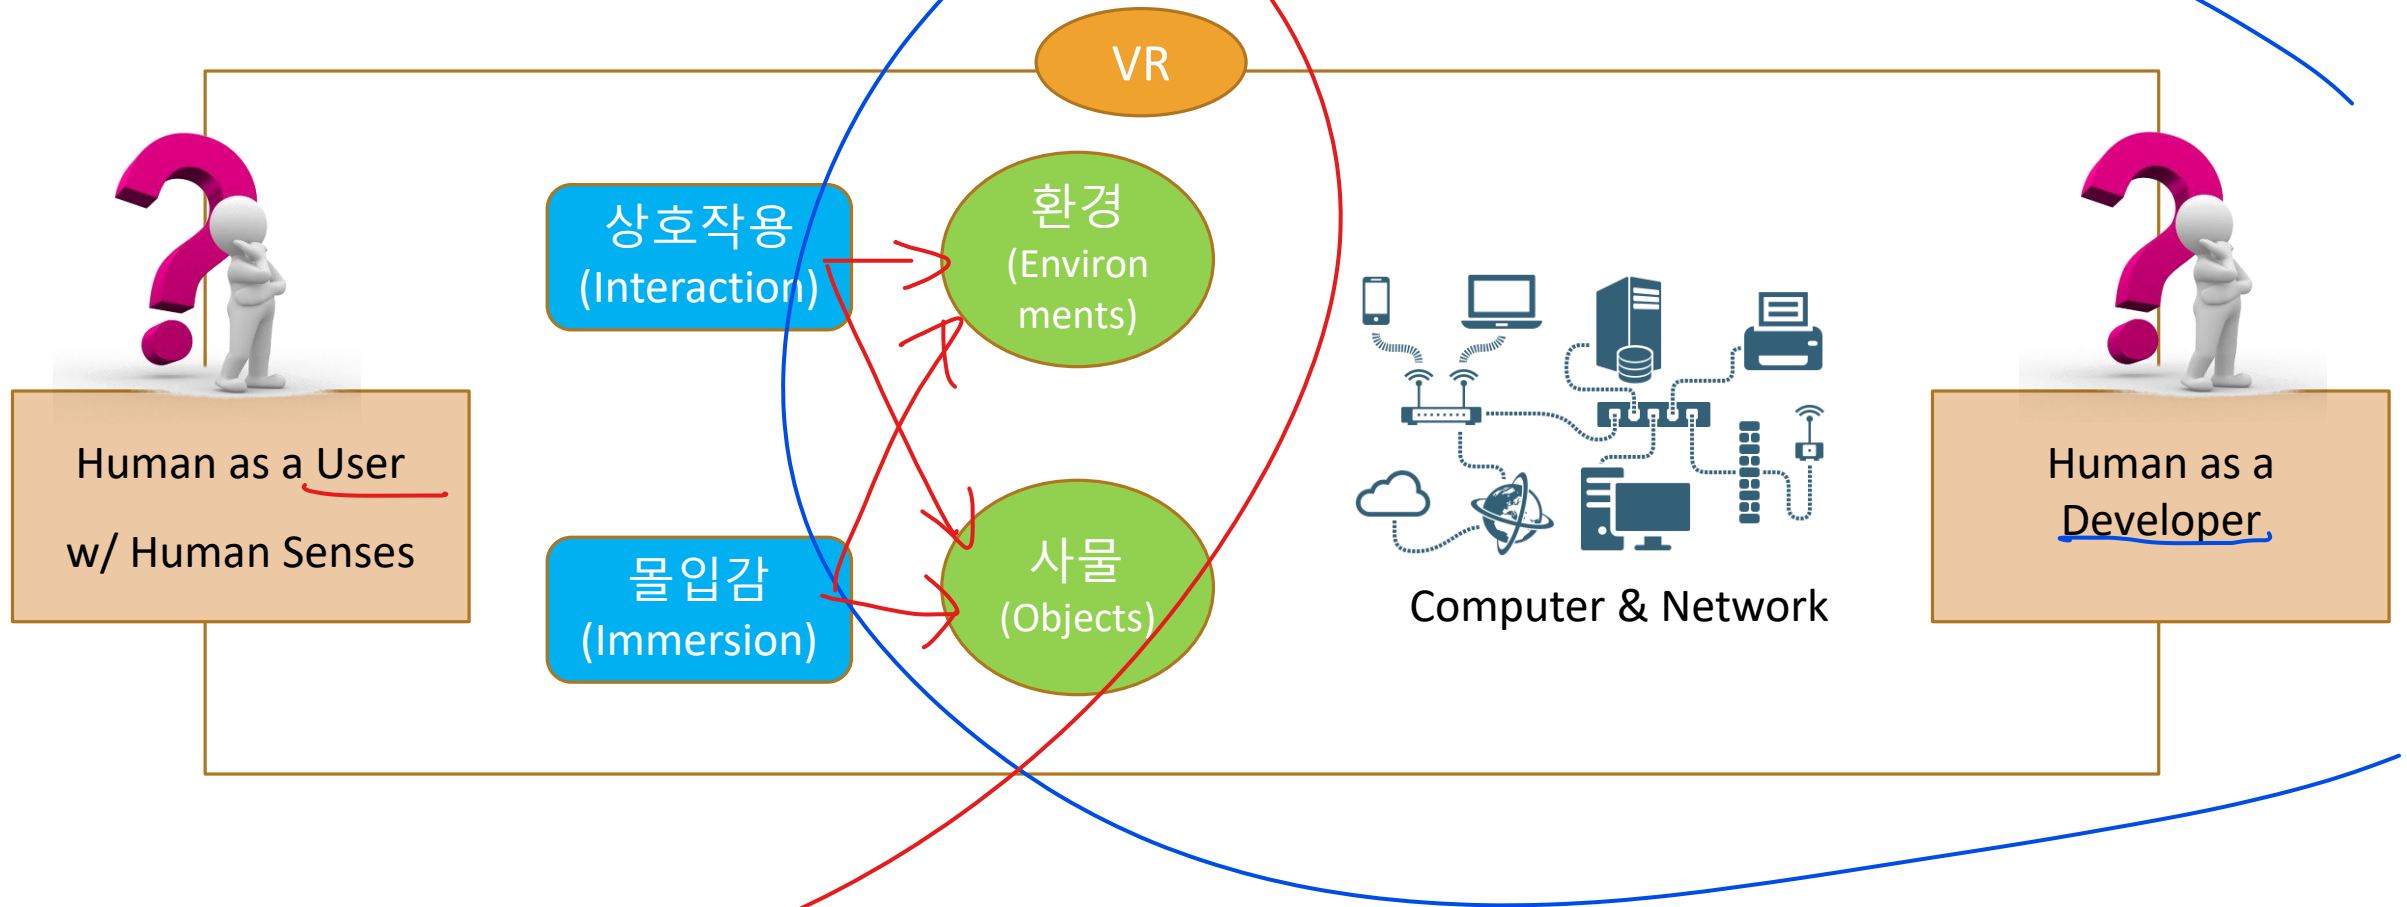 VR
상호작용
(Interaction)
환경
(Environ
ments)
Human as a User
w/ Human Senses
몰입감
(Immersion)
사물
(Objects)
Computer & Network
Human as a
Developer